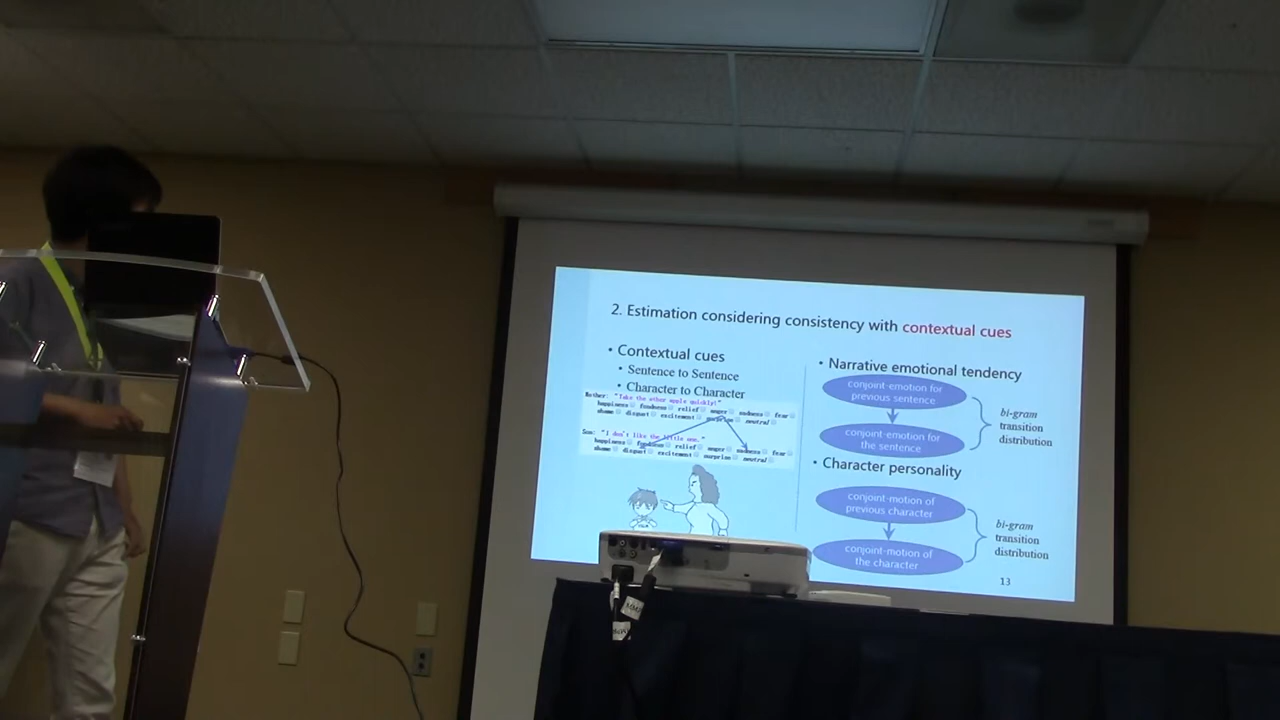 2. Estimation considering consistency with contextual cues
• Contextual cues
• Sentence to Sentence
• Character to Character
Mother: "Take the other apple quickly!"
happiness fondness relief anger sadness fear
shame disgust excitement surprise neutral
Son: "I don't like the little one."
happiness fondness relief anger sadness fear
shame disgust excitement surprise neutral
• Narrative emotional tendency
conjoint-emotion for
previous sentence
conjoint-emotion for
the sentence
bi-gram
transition
distribution
• Character personality
conjoint-motion of
previous character
conjoint-motion of
the character
bi-gram
transition
distribution
13